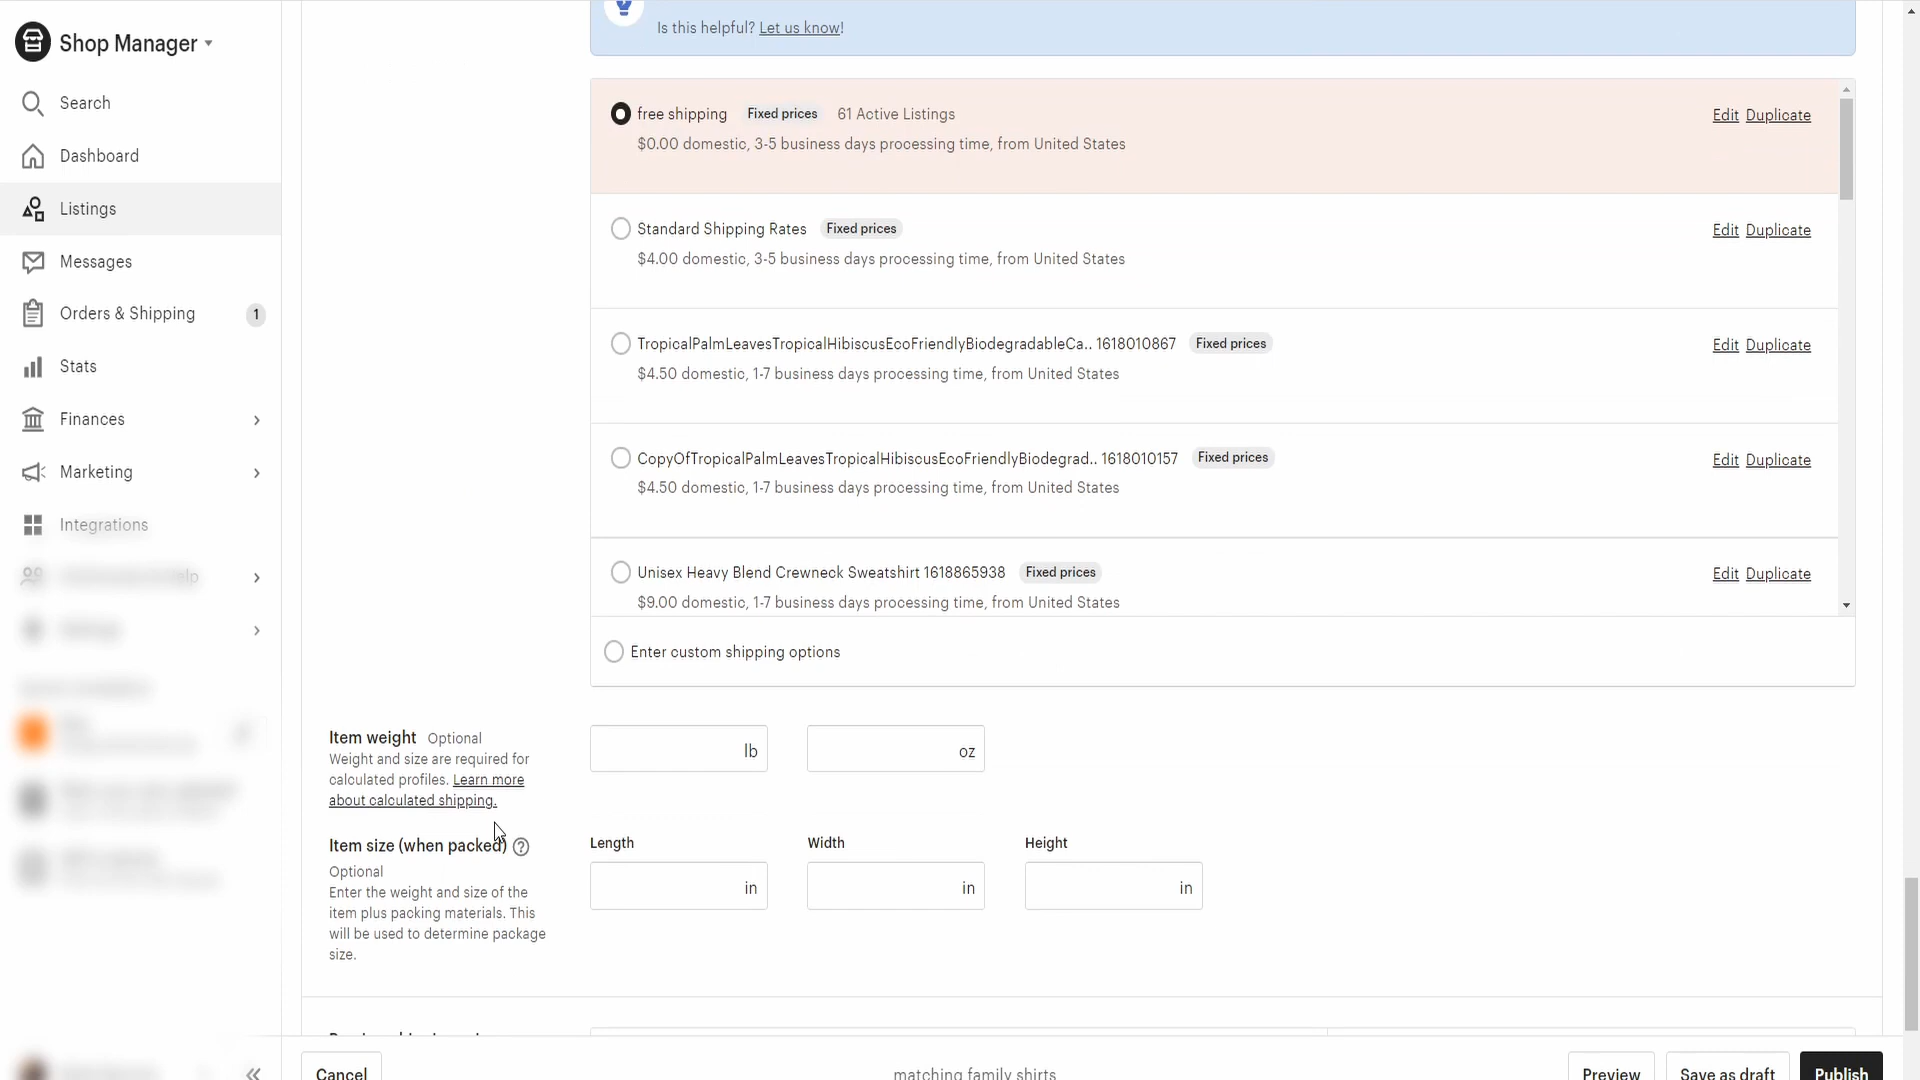 Shop Manager
Search
Dashboard
Listings
Messages
Orders & Shipping 1
Stats
Finances
Marketing
Integrations
Is this helpful? Let us know!
free shipping Fixed prices 61 Active Listings Edit Duplicate
$0.00 domestic, 3-5 business days processing time, from United States
Standard Shipping Rates Fixed prices Edit Duplicate
$4.00 domestic, 3-5 business days processing time, from United States
TropicalPalmLeavesTropicalHibiscusEcoFriendlyBiodegradableCa.. 1618010867 Fixed prices Edit Duplicate
$4.50 domestic, 1-7 business days processing time, from United States
CopyOfTropicalPalmLeavesTropicalHibiscusEcoFriendlyBiodegrad.. 1618010157 Fixed prices Edit Duplicate
$4.50 domestic, 1-7 business days processing time, from United States
Unisex Heavy Blend Crewneck Sweatshirt 1618865938 Fixed prices Edit Duplicate
$9.00 domestic, 1-7 business days processing time, from United States
Enter custom shipping options
Item weight Optional
Weight and size are required for
calculated profiles. Learn more
about calculated shipping.
lb oz
Item size (when packed) ?
Optional
Enter the weight and size of the
item plus packing materials. This
will be used to determine package
size.
Length Width Height
in in in
Cancel matching family shirts Preview Save as draft Publish